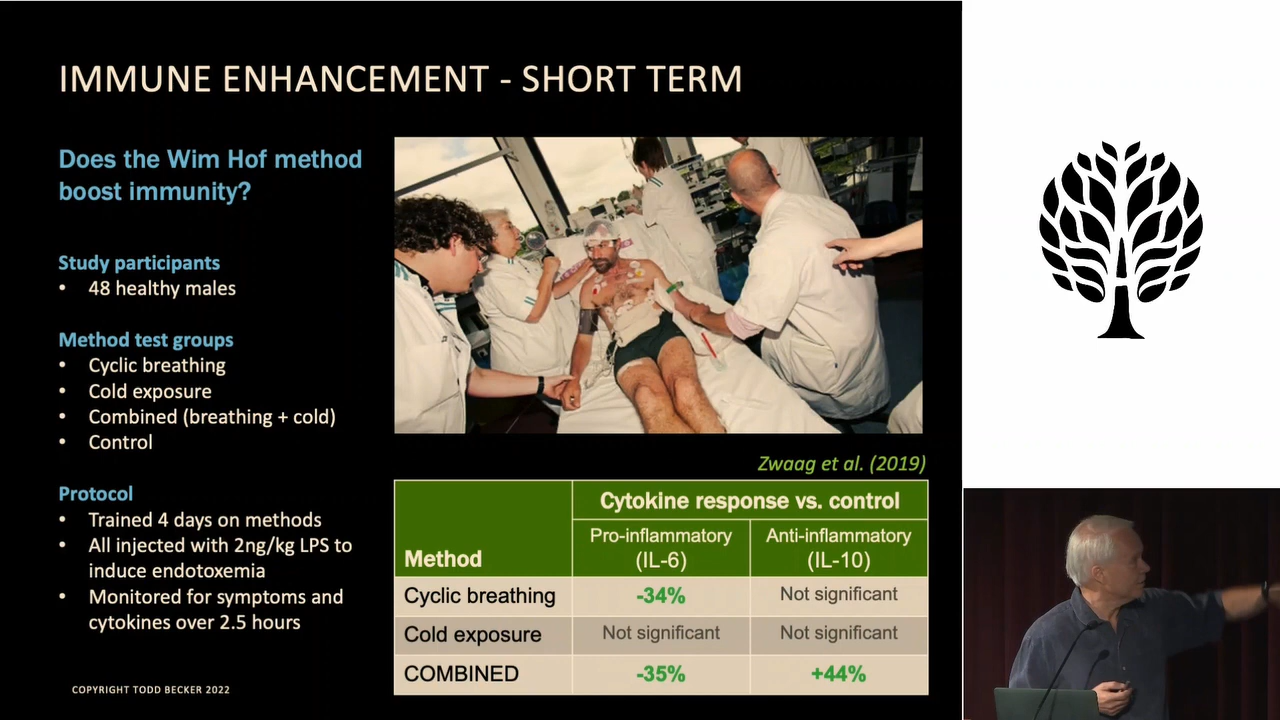 IMMUNE ENHANCEMENT - SHORT TERM
Does the Wim Hof method
boost immunity?
Study participants
• 48 healthy males
Method test groups
• Cyclic breathing
• Cold exposure
• Combined (breathing + cold)
• Control
Protocol
• Trained 4 days on methods
• All injected with 2ng/kg LPS to
induce endotoxemia
• Monitored for symptoms and
cytokines over 2.5 hours
COPYRIGHT TODD BECKER 2022
Zwaag et al. (2019)
Cytokine response vs. control
Method
Pro-inflammatory
(IL-6)
Anti-inflammatory
(IL-10)
Cyclic breathing -34% Not significant
Cold exposure Not significant Not significant
COMBINED -35% +44%